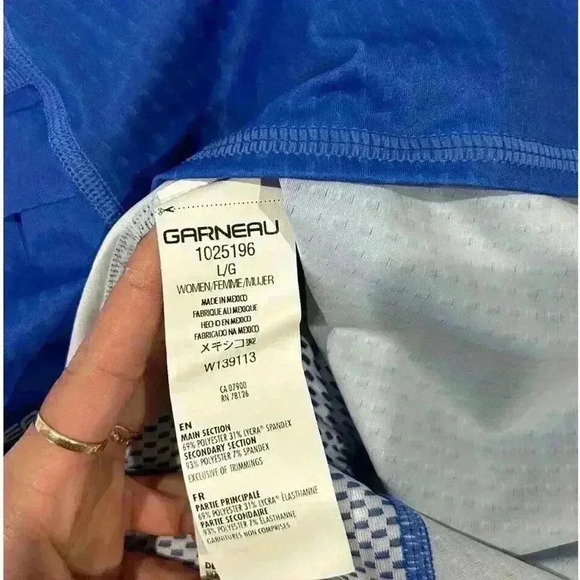 GARNEAU
1025196
L/G
WOMEN/FEMME/MUJER
MADE IN MEXICO
FABRIQUE AU MEXIQUE
HECHO EN MEXICO
FABRICADO NA MEXICO
メキシコ製
W139113
CA 07900
RN 78126
EN
MAIN SECTION
69% POLYESTER 31% LYCRA® SPANDEX
SECONDARY SECTION
93% POLYESTER 7% SPANDEX
EXCLUSIVE OF TRIMMINGS
FR
PARTIE PRINCIPALE
69% POLYESTER 31% LYCRA® ÉLASTHANNE
PARTIE SECONDAIRE
93% POLYESTER 7% ÉLASTHANNE
GARNITURES NON COMPRISES
DE